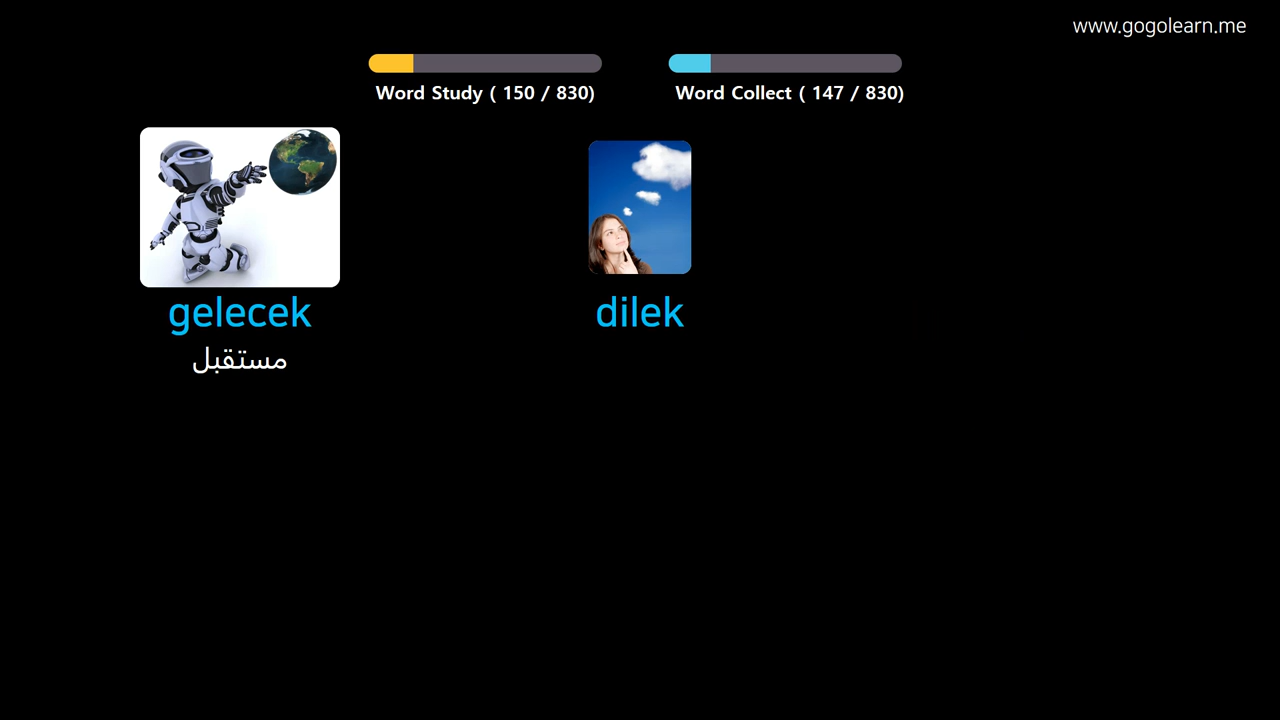 www.gogolearn.me
Word Study ( 150 / 830)
Word Collect ( 147 / 830)
gelecek
مستقبل
dilek